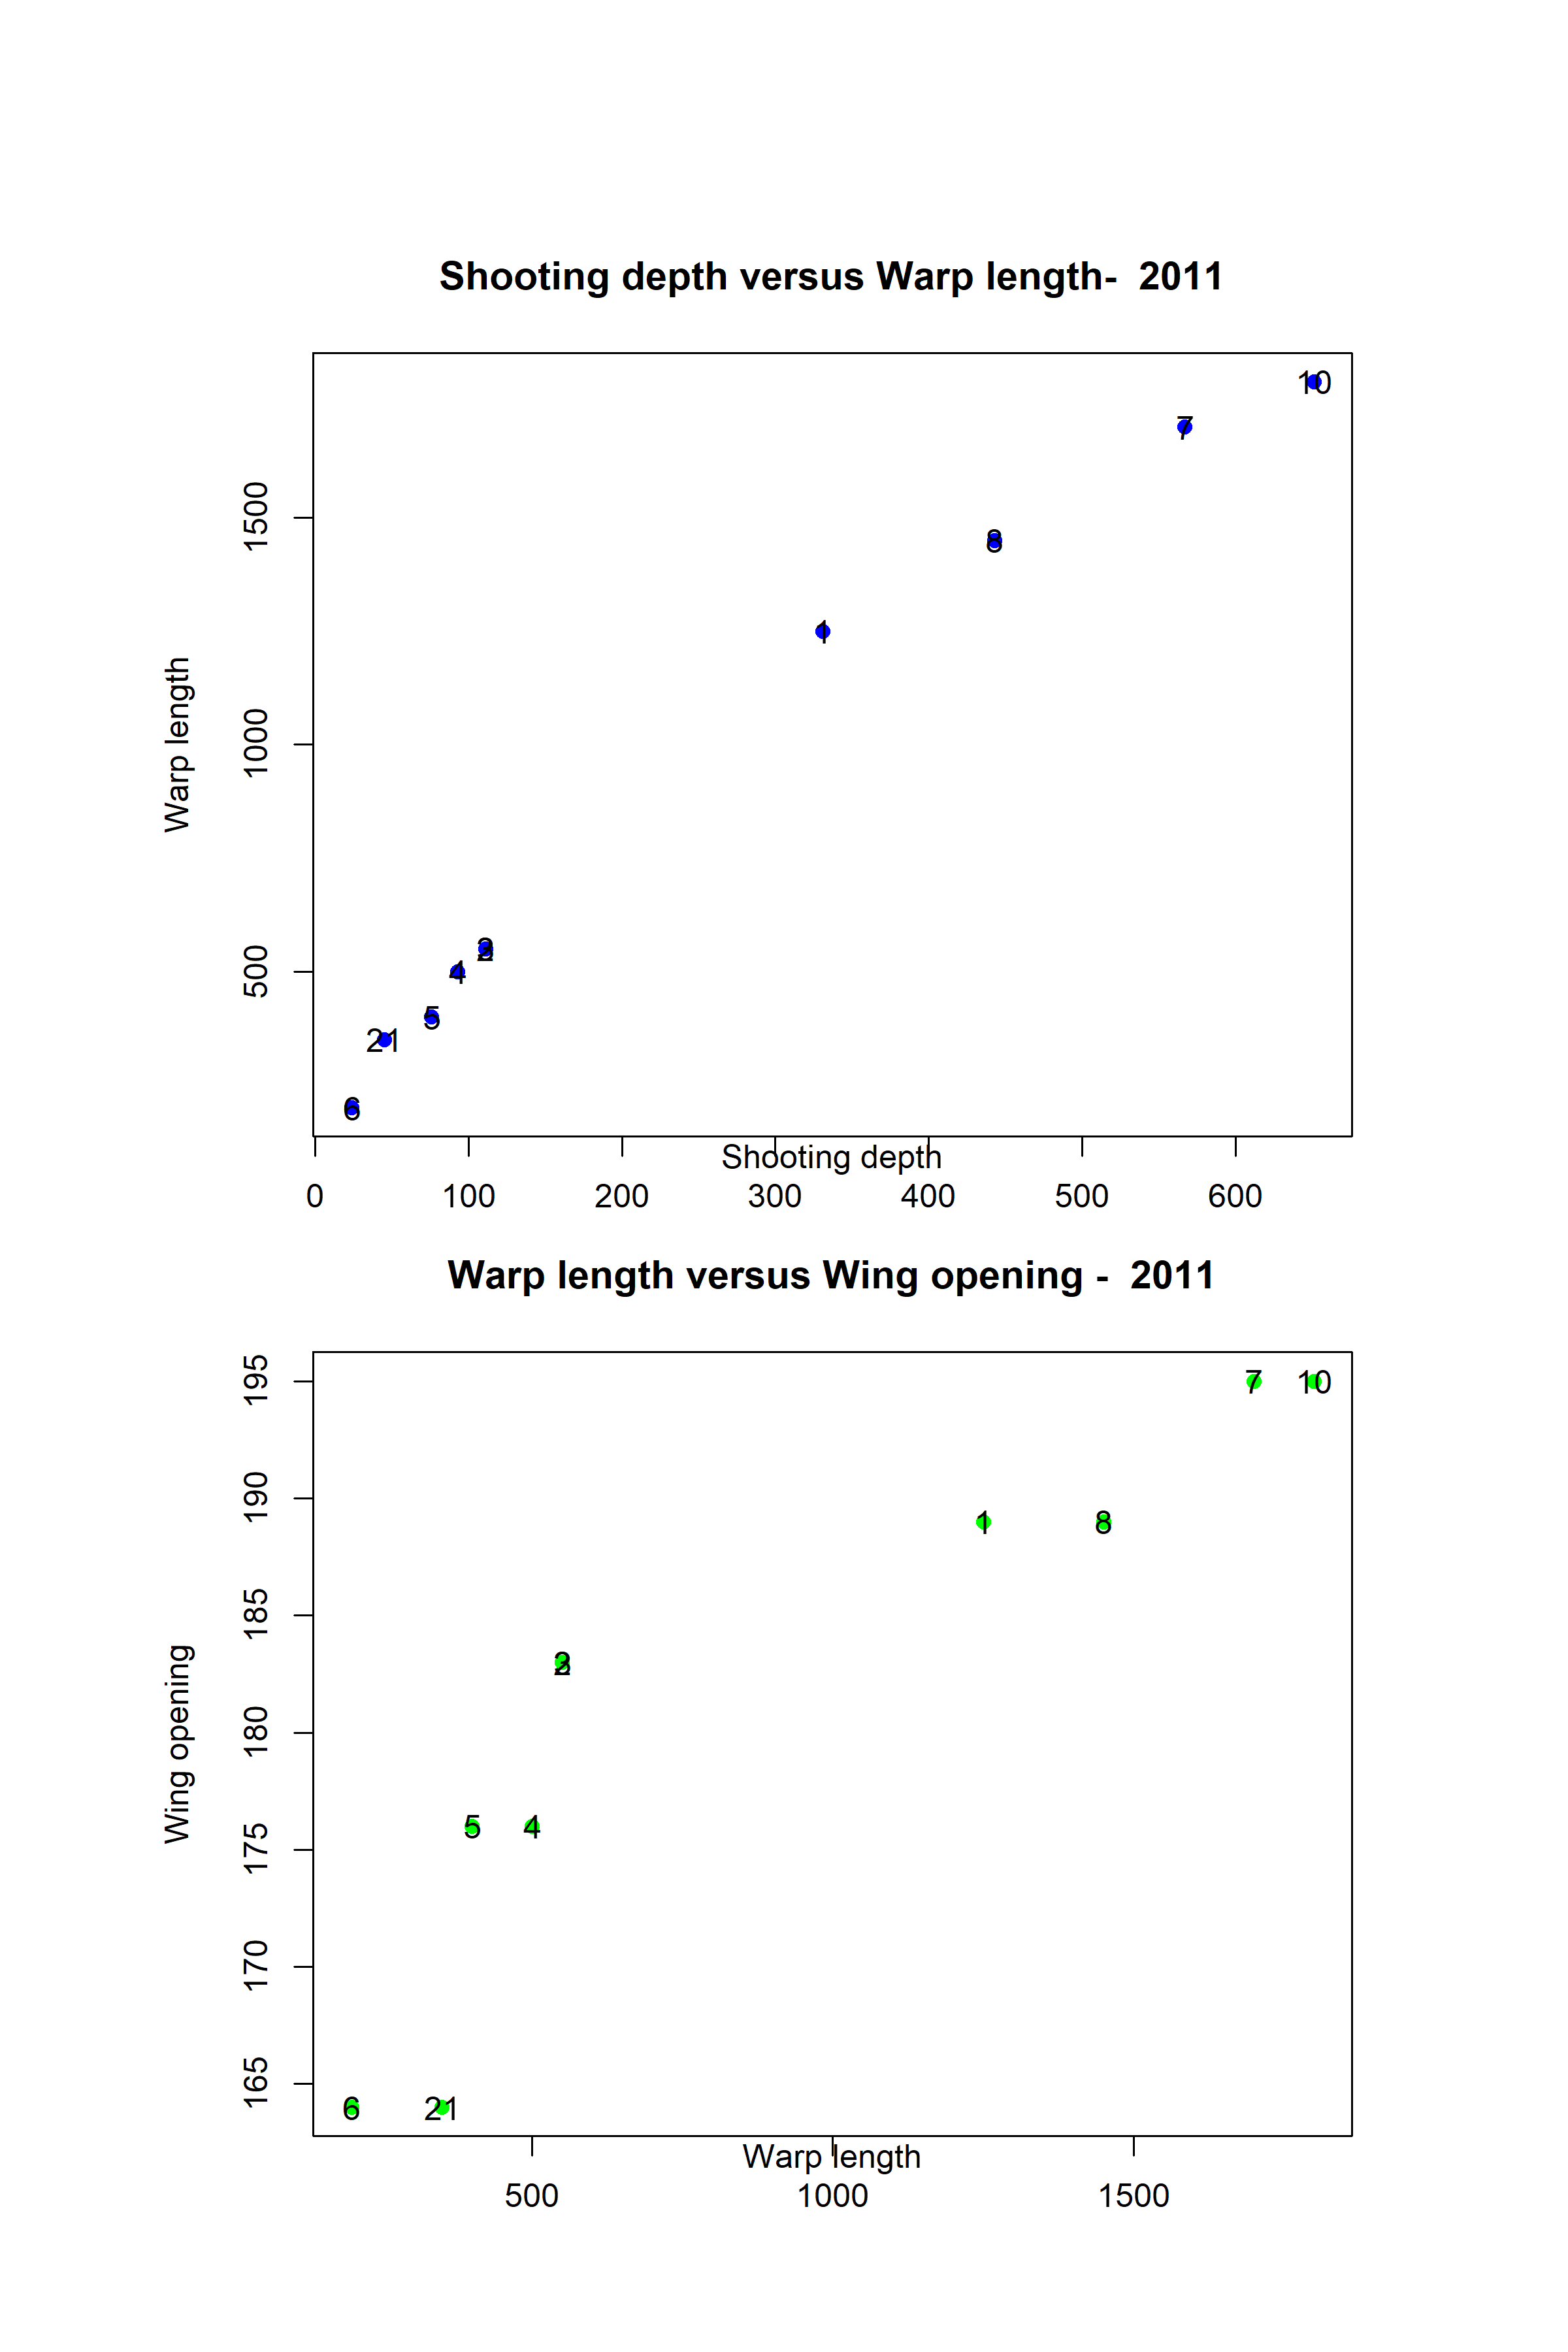 Shooting depth versus Warp length-  2011
Warp length
1500
1000
500
10
7
8
1
4
21
5
6
Shooting depth
0 100 200 300 400 500 600
Warp length versus Wing opening -  2011
Wing opening
195
190
185
180
175
170
165
7 10
1 8
5 4
6 21
Warp length
500 1000 1500